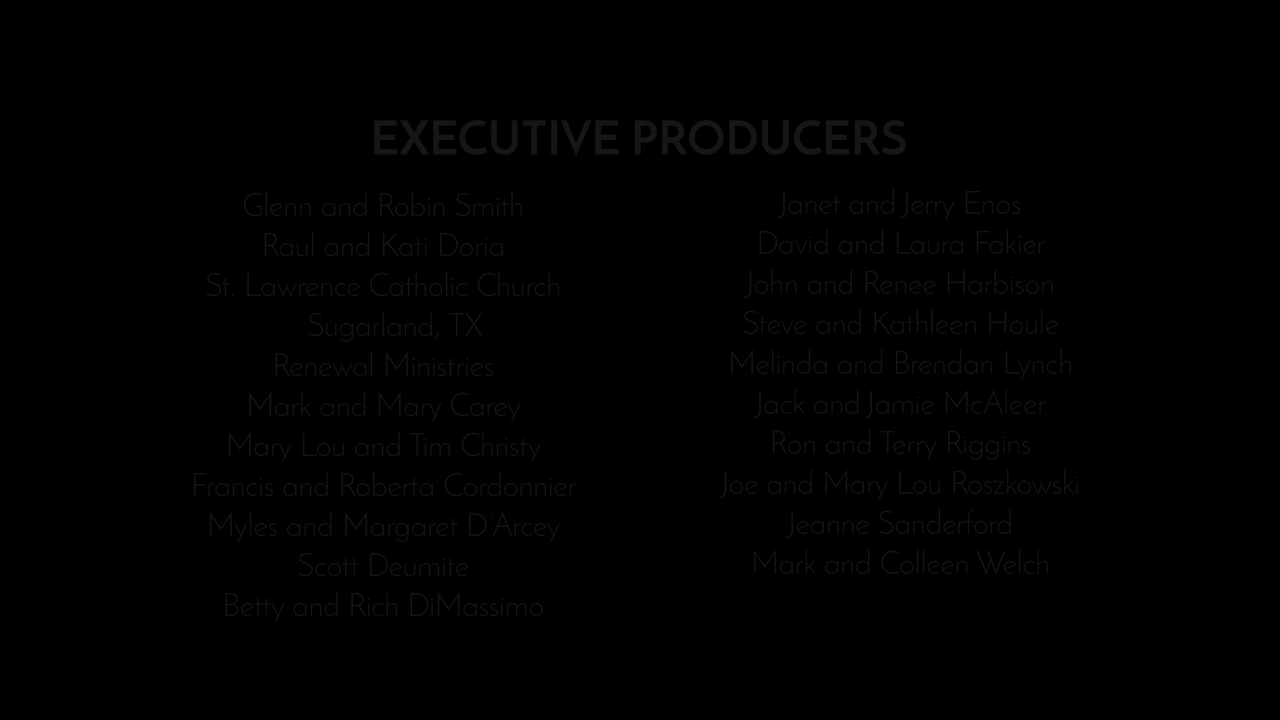 EXECUTIVE PRODUCERS
Glenn and Robin Smith
Raul and Kati Doria
St. Lawrence Catholic Church
Sugarland, TX
Renewal Ministries
Mark and Mary Carey
Mary Lou and Tim Christy
Francis and Roberta Cordonnier
Myles and Margaret D'Arcey
Scott Deumite
Betty and Rich DiMassimo
Janet and Jerry Enos
David and Laura Fakier
John and Renee Harbison
Steve and Kathleen Houle
Melinda and Brendan Lynch
Jack and Jamie McAleer
Ron and Terry Riggins
Joe and Mary Lou Roszkowski
Jeanne Sanderford
Mark and Colleen Welch